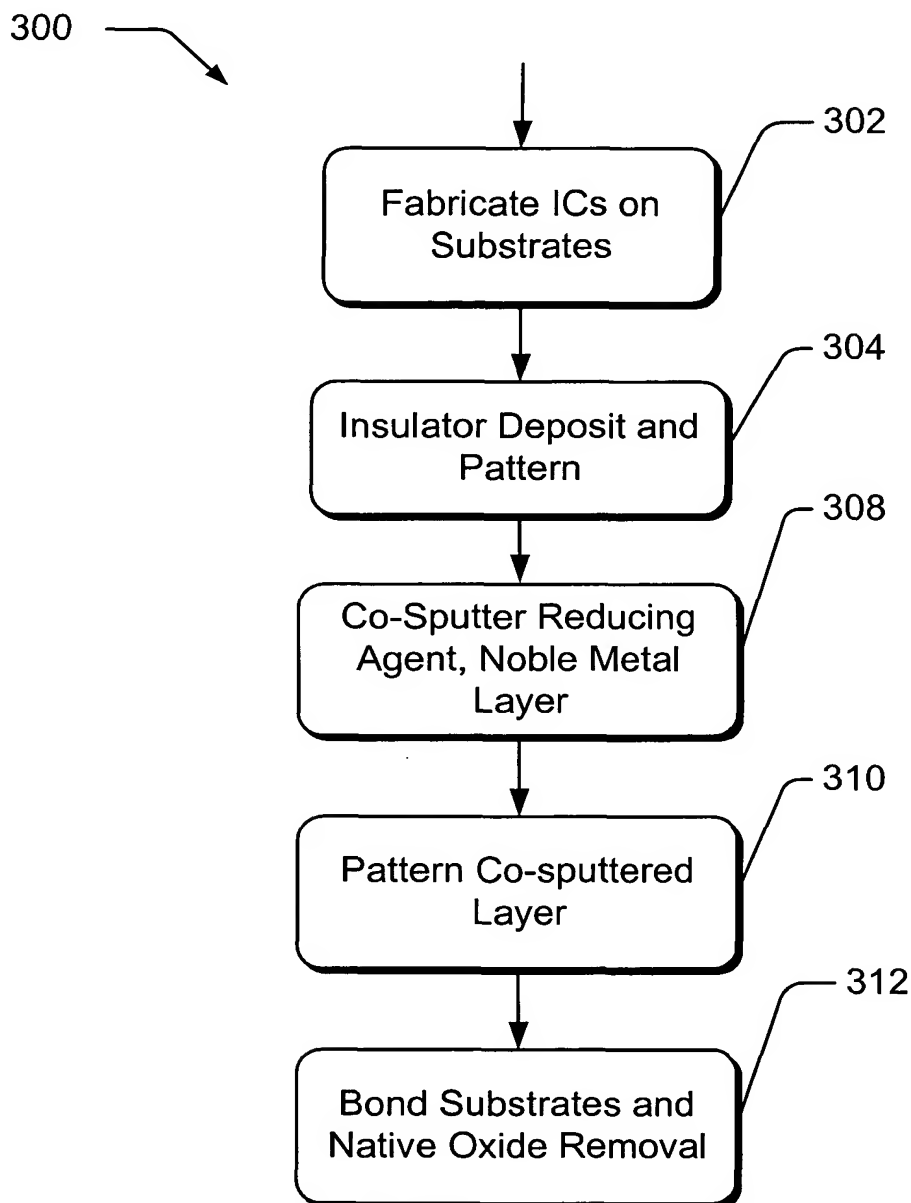 300
302
Fabricate ICs on
Substrates
304
Insulator Deposit and
Pattern
308
Co-Sputter Reducing
Agent, Noble Metal
Layer
310
Pattern Co-sputtered
Layer
312
Bond Substrates and
Native Oxide Removal